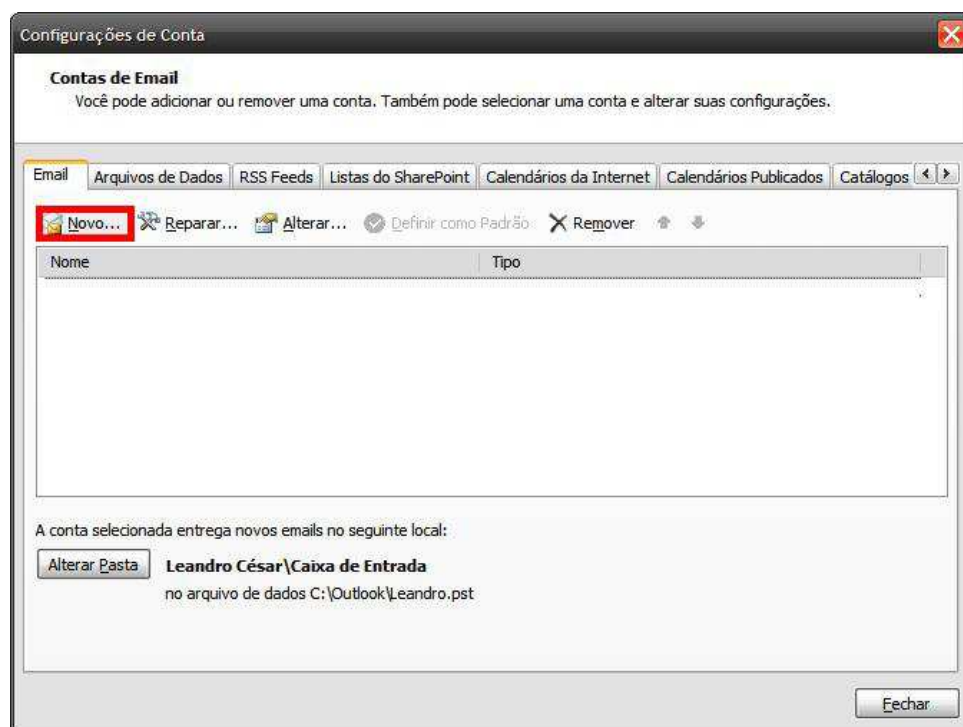 Configurações de Conta
Contas de Email
Você pode adicionar ou remover uma conta. Também pode selecionar uma conta e alterar suas configurações.
Email Arquivos de Dados RSS Feeds Listas do SharePoint Calendários da Internet Calendários Publicados Catálogos
Novo... Reparar... Alterar... Definir como Padrão Remover
Nome Tipo
A conta selecionada entrega novos emails no seguinte local:
Alterar Pasta Leandro César\Caixa de Entrada
no arquivo de dados C:\Outlook\Leandro.pst
Fechar